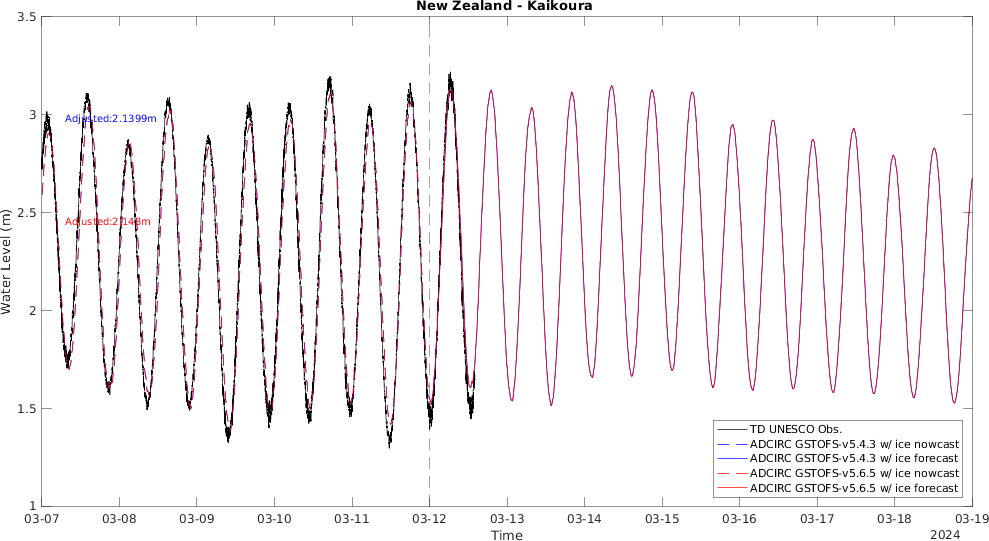 New Zealand - Kaikoura
3.5
3
2.5
2
1.5
1
Water Level (m)
Adjusted:2.1399m
Adjusted:2.148m
TD UNESCO Obs.
ADCIRC GSTOFS-v5.4.3 w/ ice nowcast
ADCIRC GSTOFS-v5.4.3 w/ ice forecast
ADCIRC GSTOFS-v5.6.5 w/ ice nowcast
ADCIRC GSTOFS-v5.6.5 w/ ice forecast
03-07 03-08 03-09 03-10 03-11 03-12 03-13 03-14 03-15 03-16 03-17 03-18 03-19
Time
2024